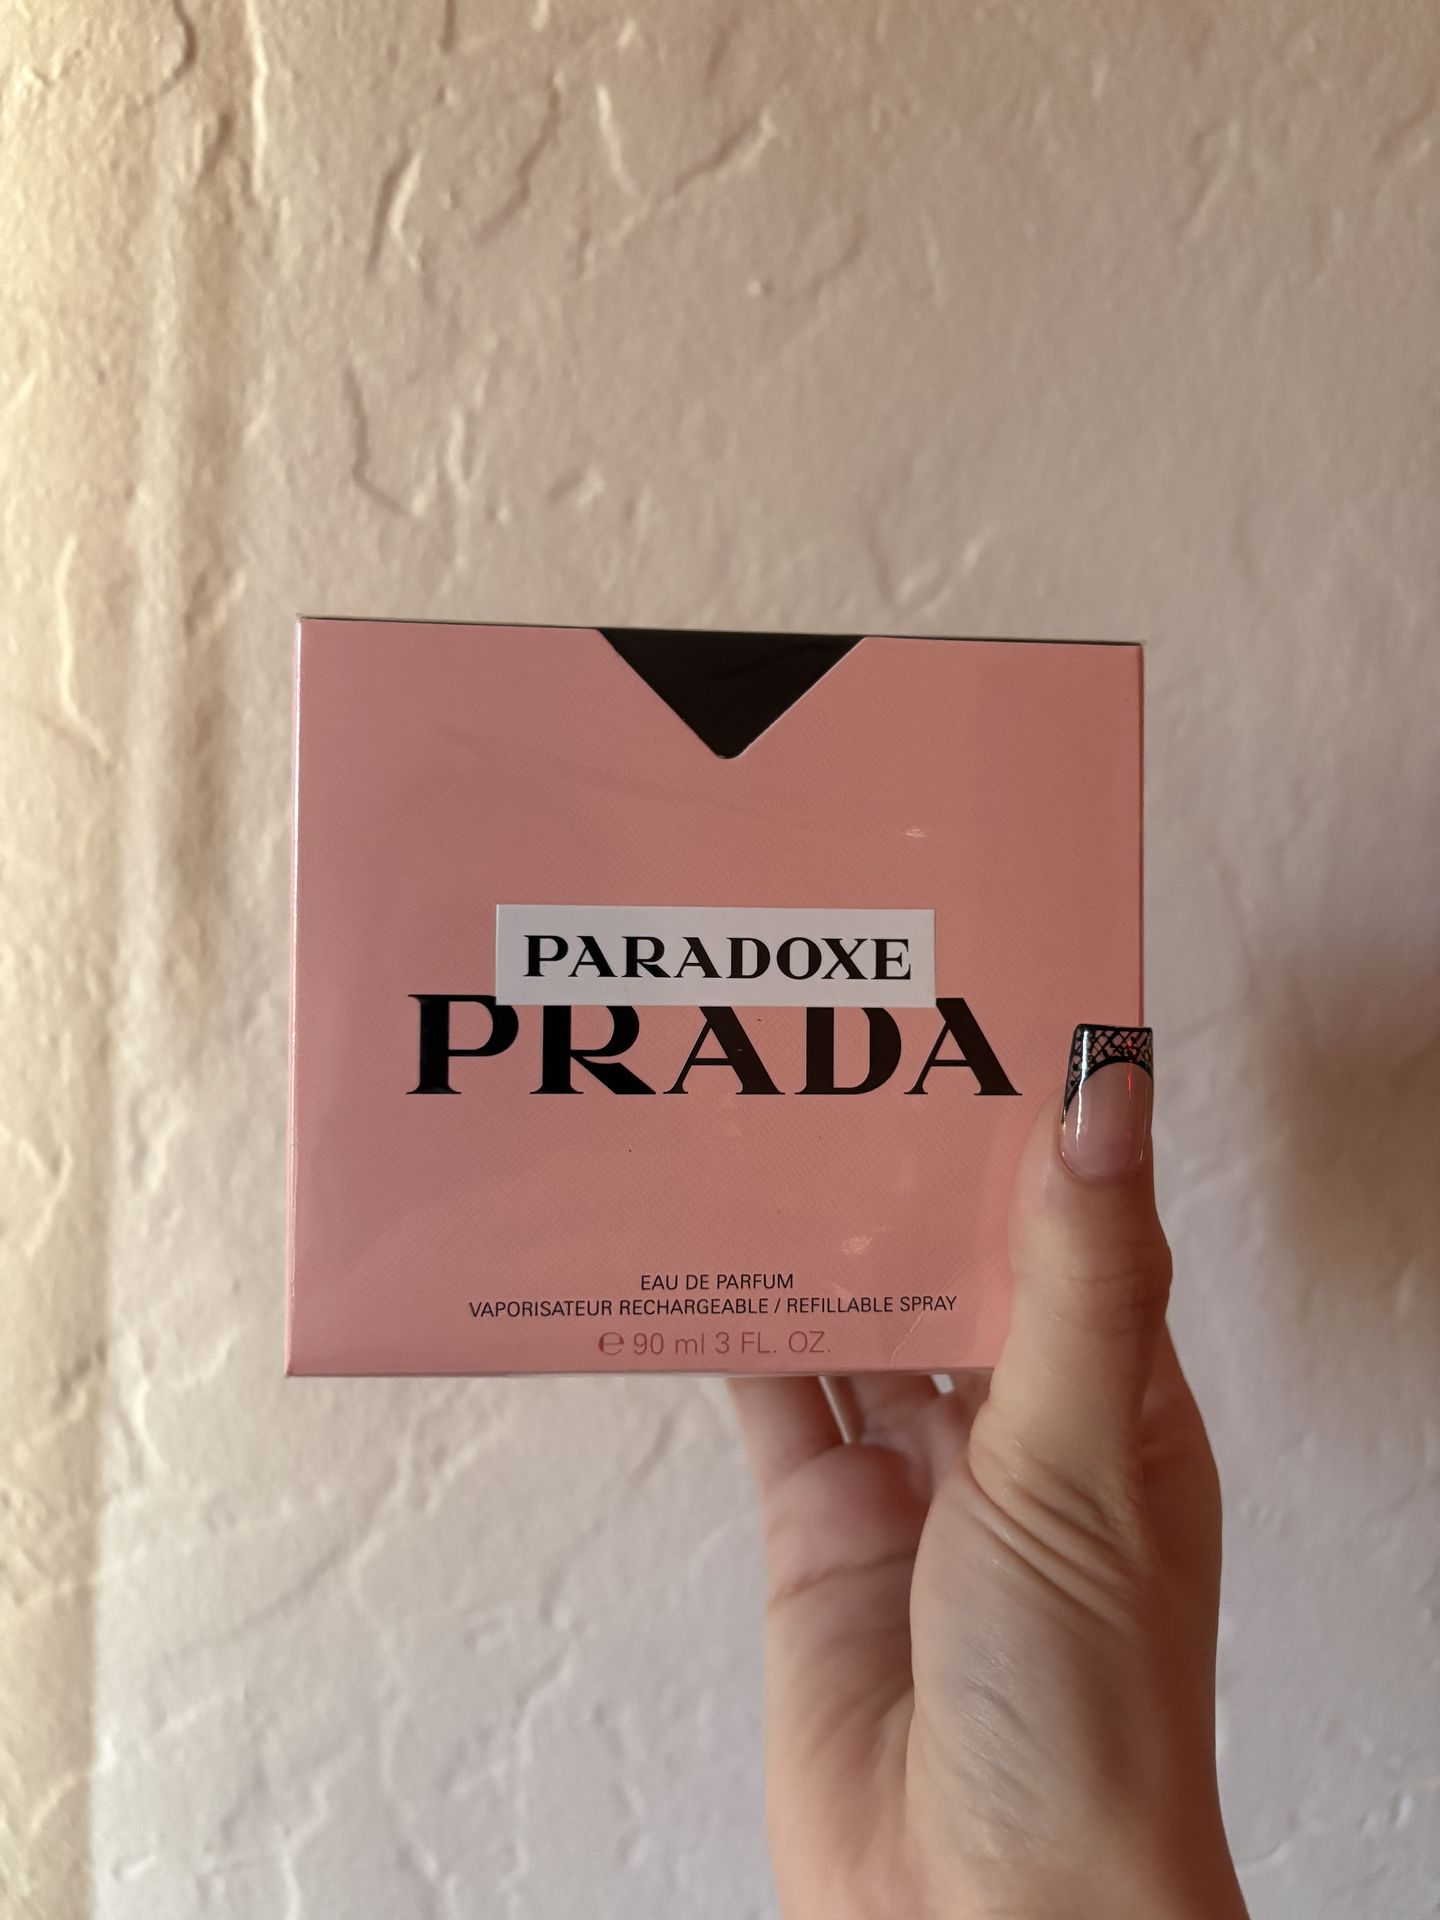 PARADOXE
PRADA
EAU DE PARFUM
VAPORISATEUR RECHARGEABLE / REFILLABLE SPRAY
℮ 90 ml 3 FL. OZ.